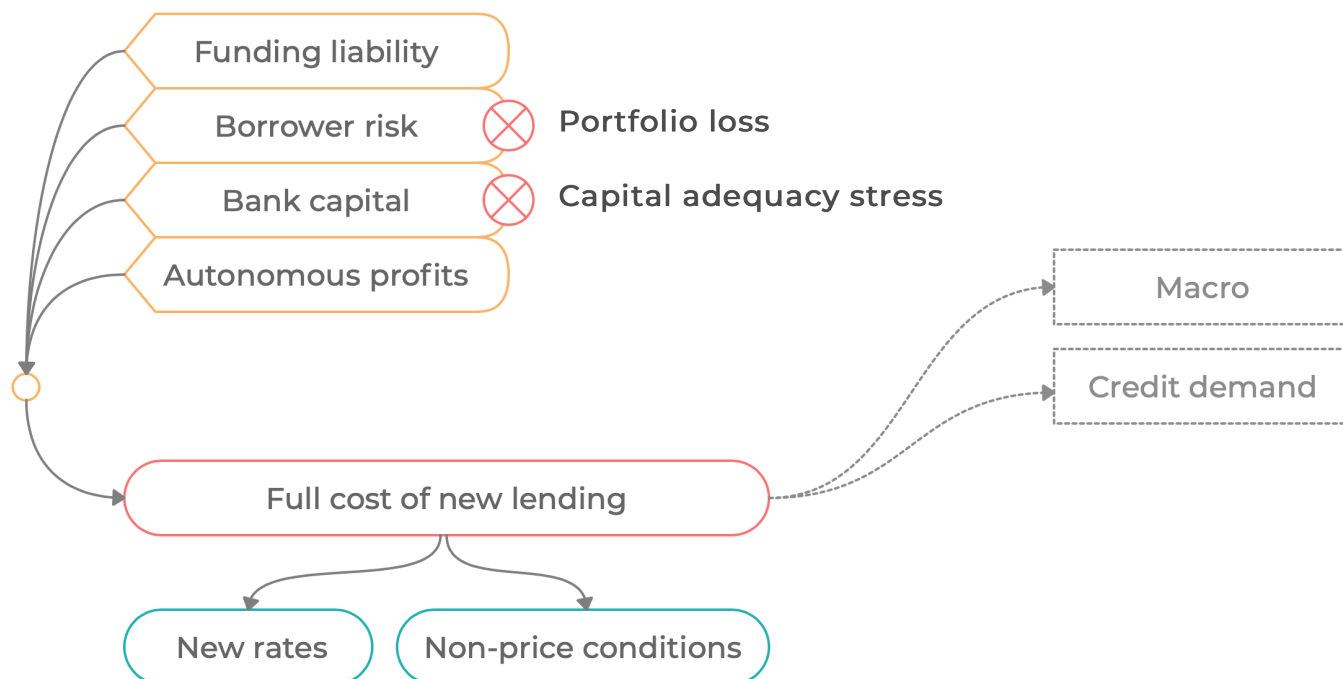 Funding liability
Borrower risk
Portfolio loss
Bank capital
Capital adequacy stress
Autonomous profits
Macro
Credit demand
Full cost of new lending
New rates
Non-price conditions